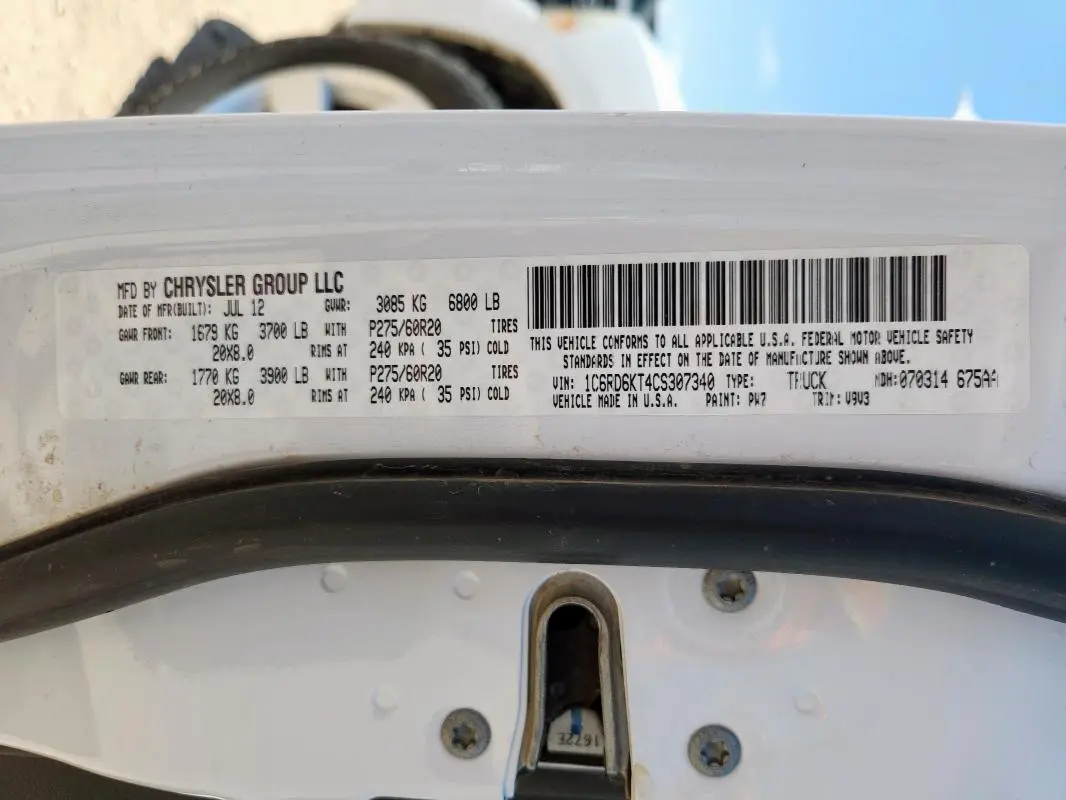 MFD BY CHRYSLER GROUP LLC
DATE OF MFR(BUILT): JUL 12 GVWR: 3085 KG 6800 LB
GAWR FRONT: 1679 KG 3700 LB WITH P275/60R20 TIRES
20X8.0 RIMS AT 240 KPA ( 35 PSI) COLD
GAWR REAR: 1770 KG 3900 LB WITH P275/60R20 TIRES
20X8.0 RIMS AT 240 KPA ( 35 PSI) COLD
THIS VEHICLE CONFORMS TO ALL APPLICABLE U.S.A. FEDERAL MOTOR VEHICLE SAFETY
STANDARDS IN EFFECT ON THE DATE OF MANUFACTURE SHOWN ABOVE.
VIN: 1C6RD6KT4CS307340 TYPE: TRUCK MDH: 070314 675AA
VEHICLE MADE IN U.S.A. PAINT: PW7 TRIM: V9V3
1672E